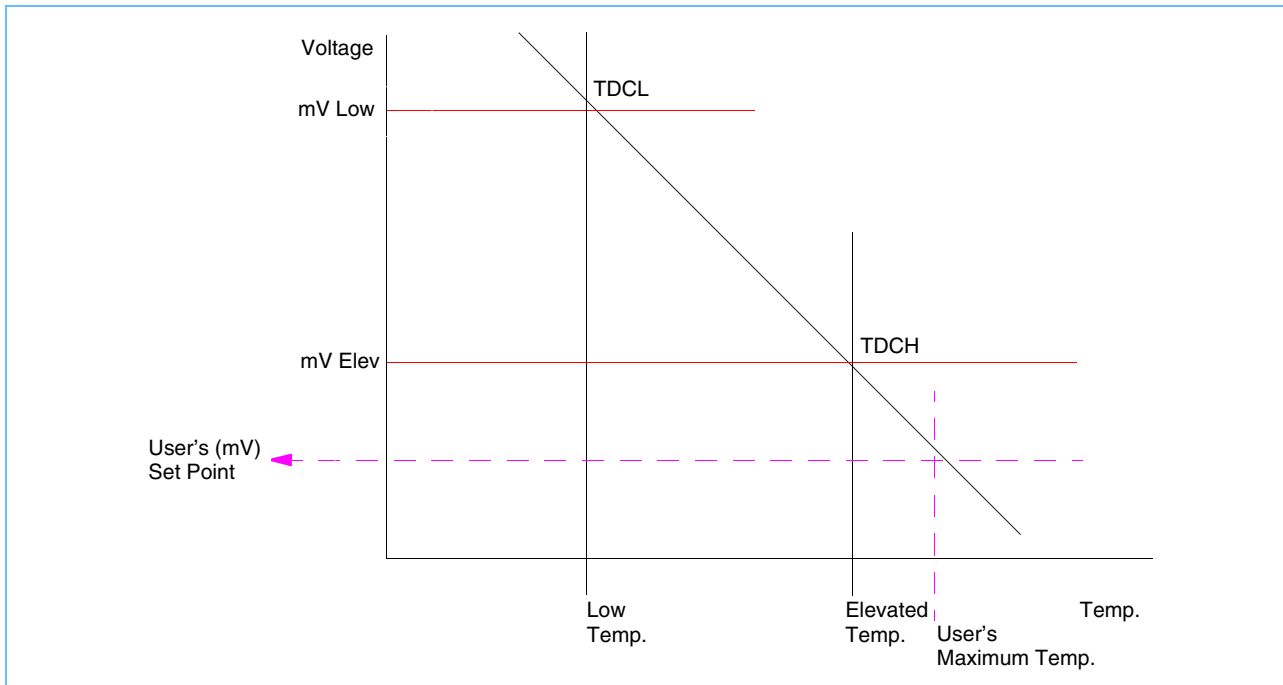 Voltage
TDCL
mV Low
TDCH
mV Elev
User’s (mV)
Set Point
Low
Temp.
Elevated
Temp.
Temp.
User’s
Maximum Temp.